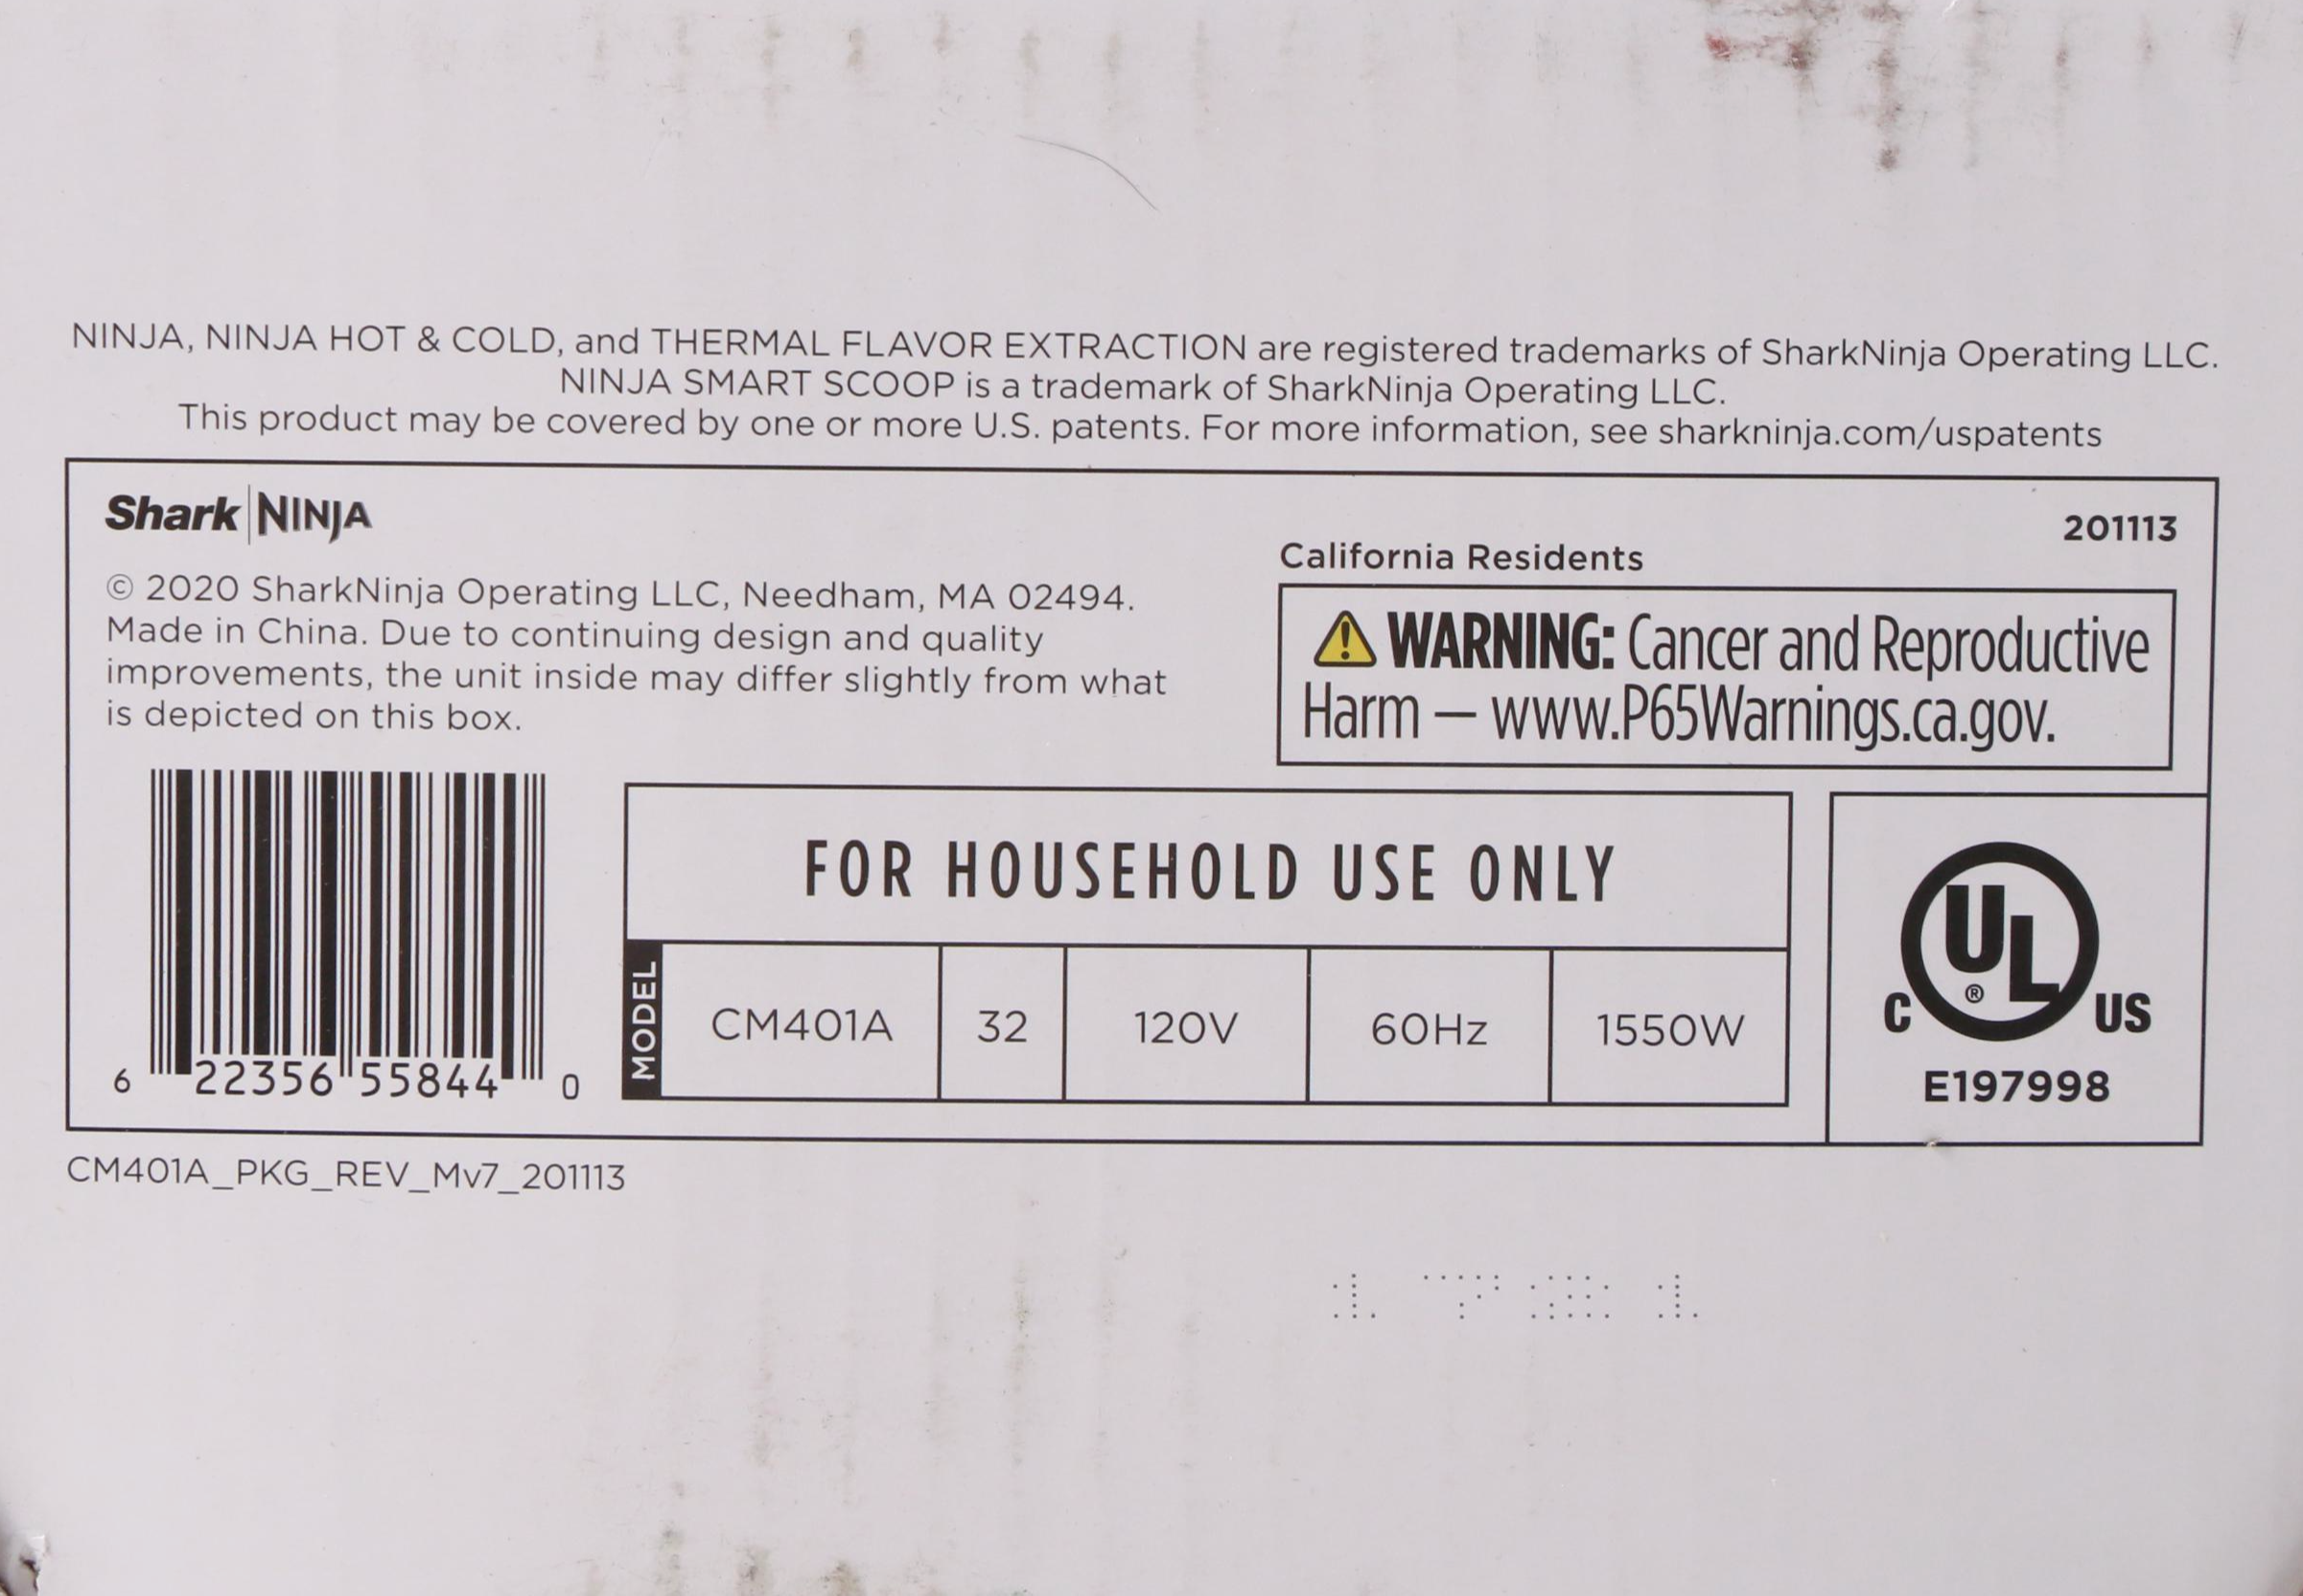 NINJA, NINJA HOT & COLD, and THERMAL FLAVOR EXTRACTION are registered trademarks of SharkNinja Operating LLC.
NINJA SMART SCOOP is a trademark of SharkNinja Operating LLC.
This product may be covered by one or more U.S. patents. For more information, see sharkninja.com/uspatents
Shark NINJA
201113
© 2020 SharkNinja Operating LLC, Needham, MA 02494.
Made in China. Due to continuing design and quality
improvements, the unit inside may differ slightly from what
is depicted on this box.
California Residents
⚠ WARNING: Cancer and Reproductive
Harm — www.P65Warnings.ca.gov.
6 22356 55844 0
FOR HOUSEHOLD USE ONLY
MODEL CM401A 32 120V 60Hz 1550W
C UL ® US
E197998
CM401A_PKG_REV_Mv7_201113